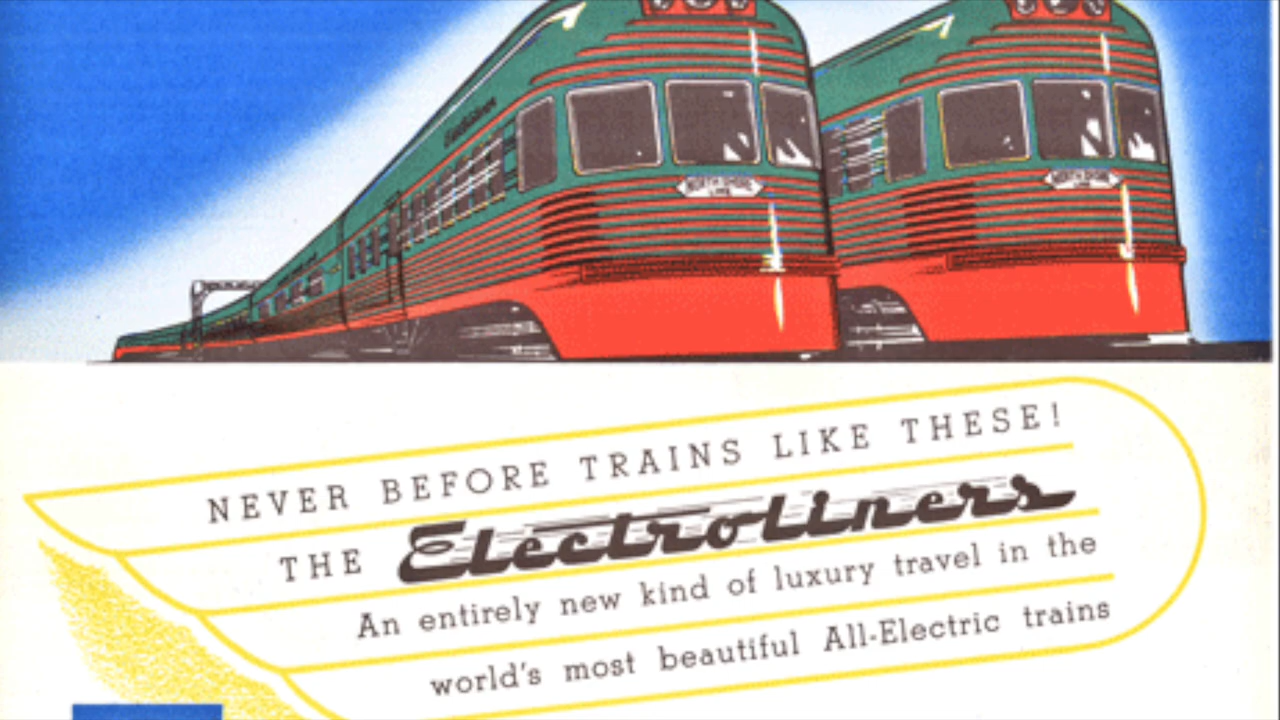 NEVER BEFORE TRAINS LIKE THESE!
THE Electroliners
An entirely new kind of luxury travel in the
world's most beautiful All-Electric trains